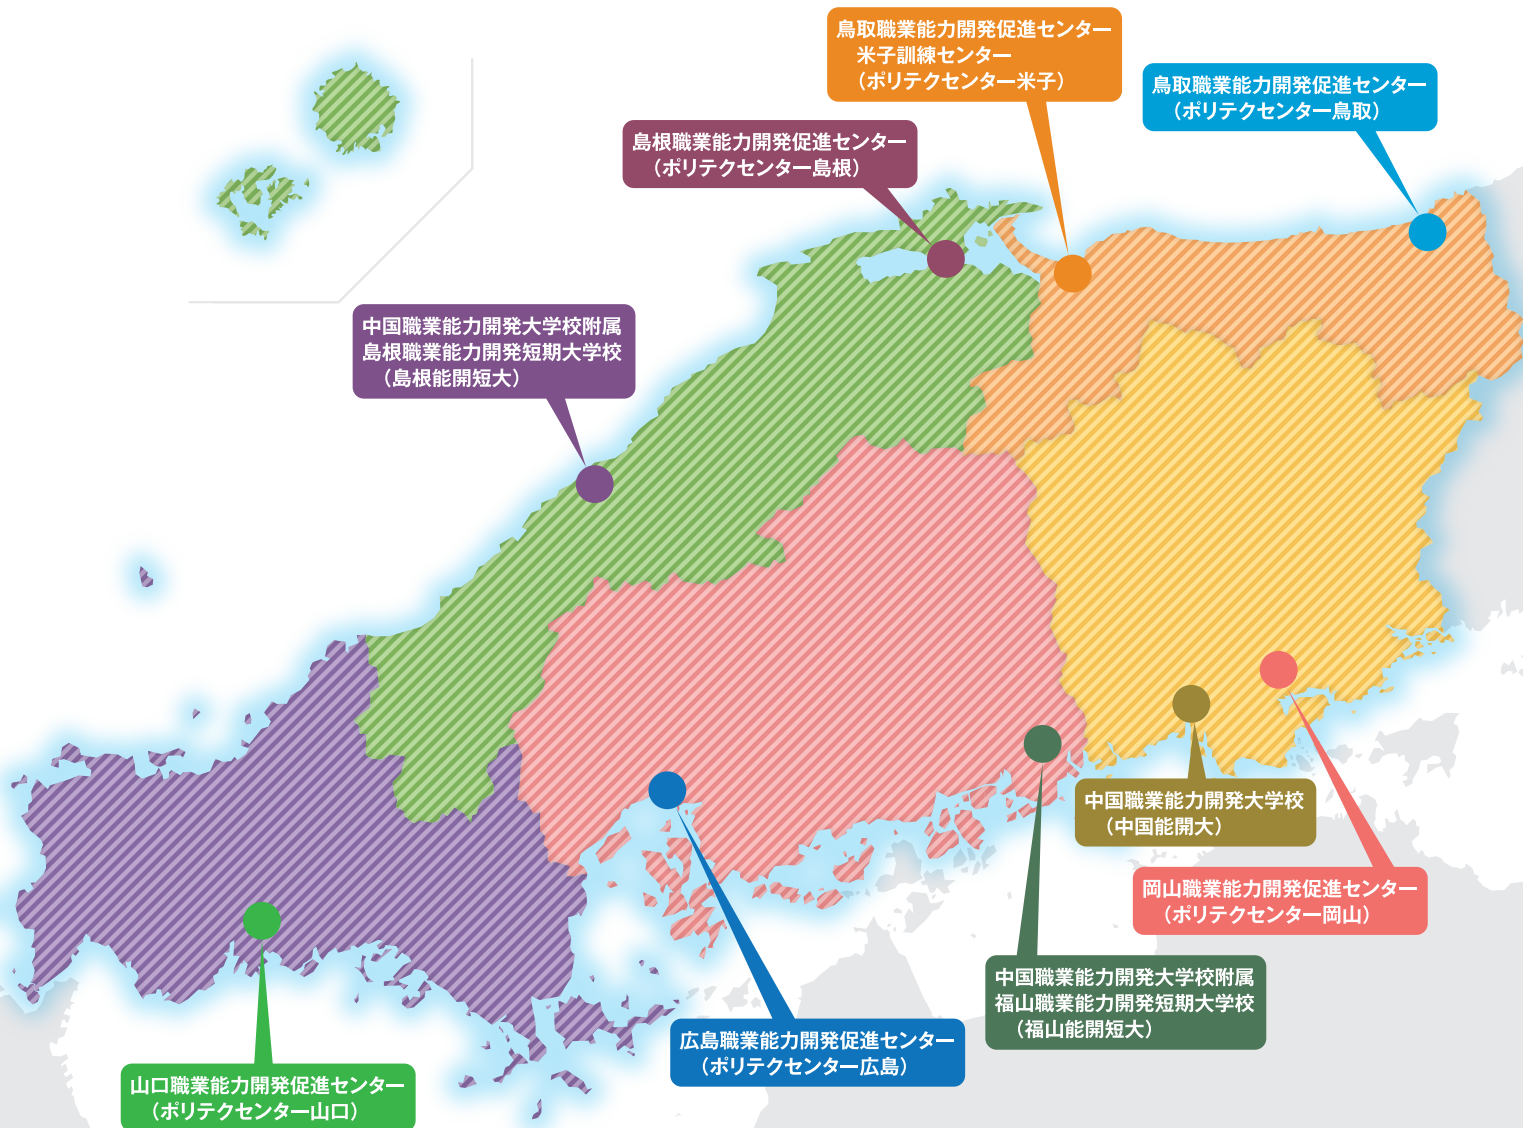 鳥取職業能力開発促進センター
米子訓練センター
（ポリテクセンター米子）
鳥取職業能力開発促進センター
（ポリテクセンター鳥取）
島根職業能力開発促進センター
（ポリテクセンター島根）
中国職業能力開発大学校附属
島根職業能力開発短期大学校
（島根能開短大）
中国職業能力開発大学校
（中国能開大）
岡山職業能力開発促進センター
（ポリテクセンター岡山）
中国職業能力開発大学校附属
福山職業能力開発短期大学校
（福山能開短大）
広島職業能力開発促進センター
（ポリテクセンター広島）
山口職業能力開発促進センター
（ポリテクセンター山口）